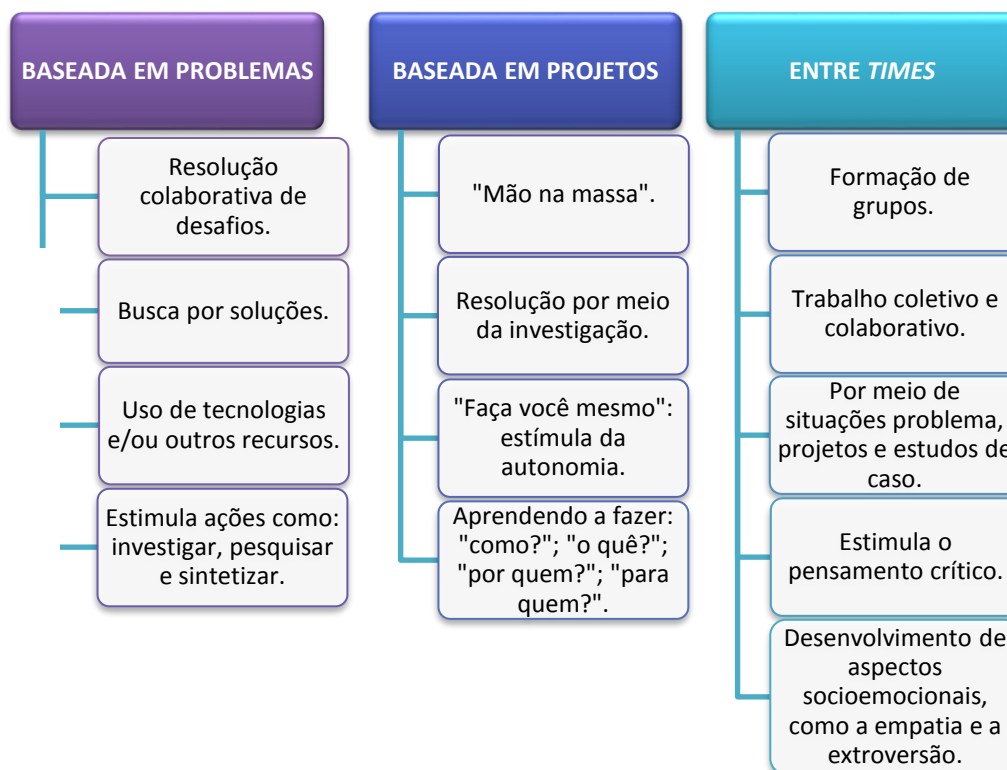 BASEADA EM PROBLEMAS
Resolução
colaborativa de
desafios.
Busca por soluções.
Uso de tecnologias
e/ou outros recursos.
Estimula ações como:
investigar, pesquisar
e sintetizar.
BASEADA EM PROJETOS
"Mão na massa".
Resolução por meio
da investigação.
"Faça você mesmo":
estímula da
autonomia.
Aprendendo a fazer:
"como?"; "o quê?";
"por quem?"; "para
quem?".
ENTRE TIMES
Formação de
grupos.
Trabalho coletivo e
colaborativo.
Por meio de
situações problema,
projetos e estudos de
caso.
Estimula o
pensamento crítico.
Desenvolvimento de
aspectos
socioemocionais,
como a empatia e a
extroversão.